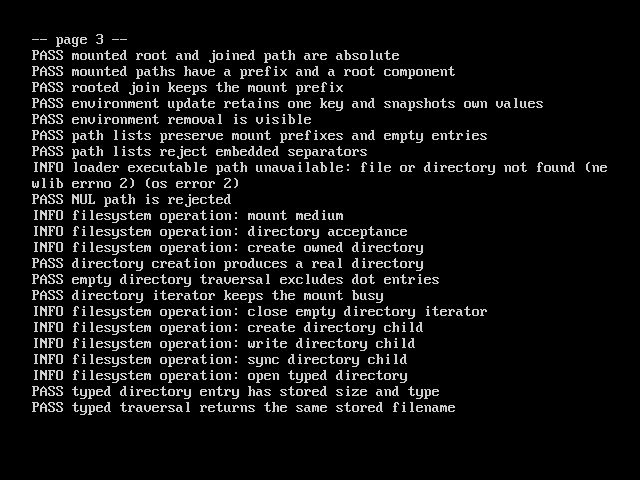 -- page 3 --
PASS mounted root and joined path are absolute
PASS mounted paths have a prefix and a root component
PASS rooted join keeps the mount prefix
PASS environment update retains one key and snapshots own values
PASS environment removal is visible
PASS path lists preserve mount prefixes and empty entries
PASS path lists reject embedded separators
INFO loader executable path unavailable: file or directory not found (ne
wlib errno 2) (os error 2)
PASS NUL path is rejected
INFO filesystem operation: mount medium
INFO filesystem operation: directory acceptance
INFO filesystem operation: create owned directory
PASS directory creation produces a real directory
PASS empty directory traversal excludes dot entries
PASS directory iterator keeps the mount busy
INFO filesystem operation: close empty directory iterator
INFO filesystem operation: create directory child
INFO filesystem operation: write directory child
INFO filesystem operation: sync directory child
INFO filesystem operation: open typed directory
PASS typed directory entry has stored size and type
PASS typed traversal returns the same stored filename